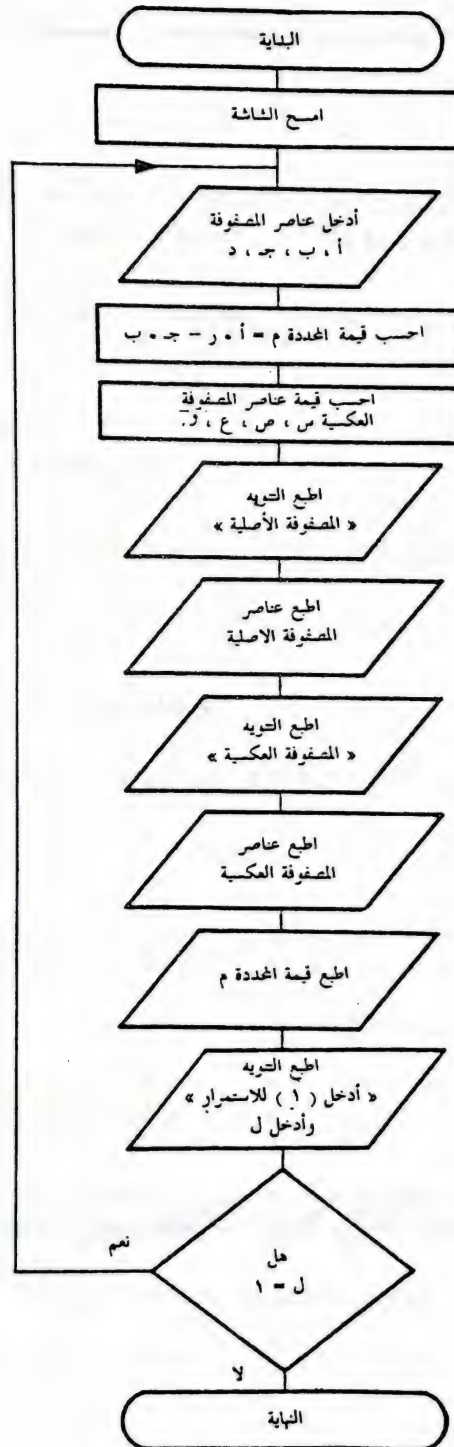 البداية
امسح الشاشة
أدخل عناصر المصفوفة
أ ، ب ، جـ ، د
احسب قيمة المحددة م = أ . ر – جـ . ب
احسب قيمة عناصر المصفوفة
العكسية س ، ص ، ع ، ر.
اطبع التنويه
« المصفوفة الأصلية »
اطبع عناصر
المصفوفة الاصلية
اطبع التنويه
« المصفوفة العكسية »
اطبع عناصر
المصفوفة العكسية
اطبع قيمة المحددة م
اطبع التنويه
« أدخل ( ١ ) للاستمرار »
وأدخل ل
هل
ل = ١
نعم
لا
النهاية